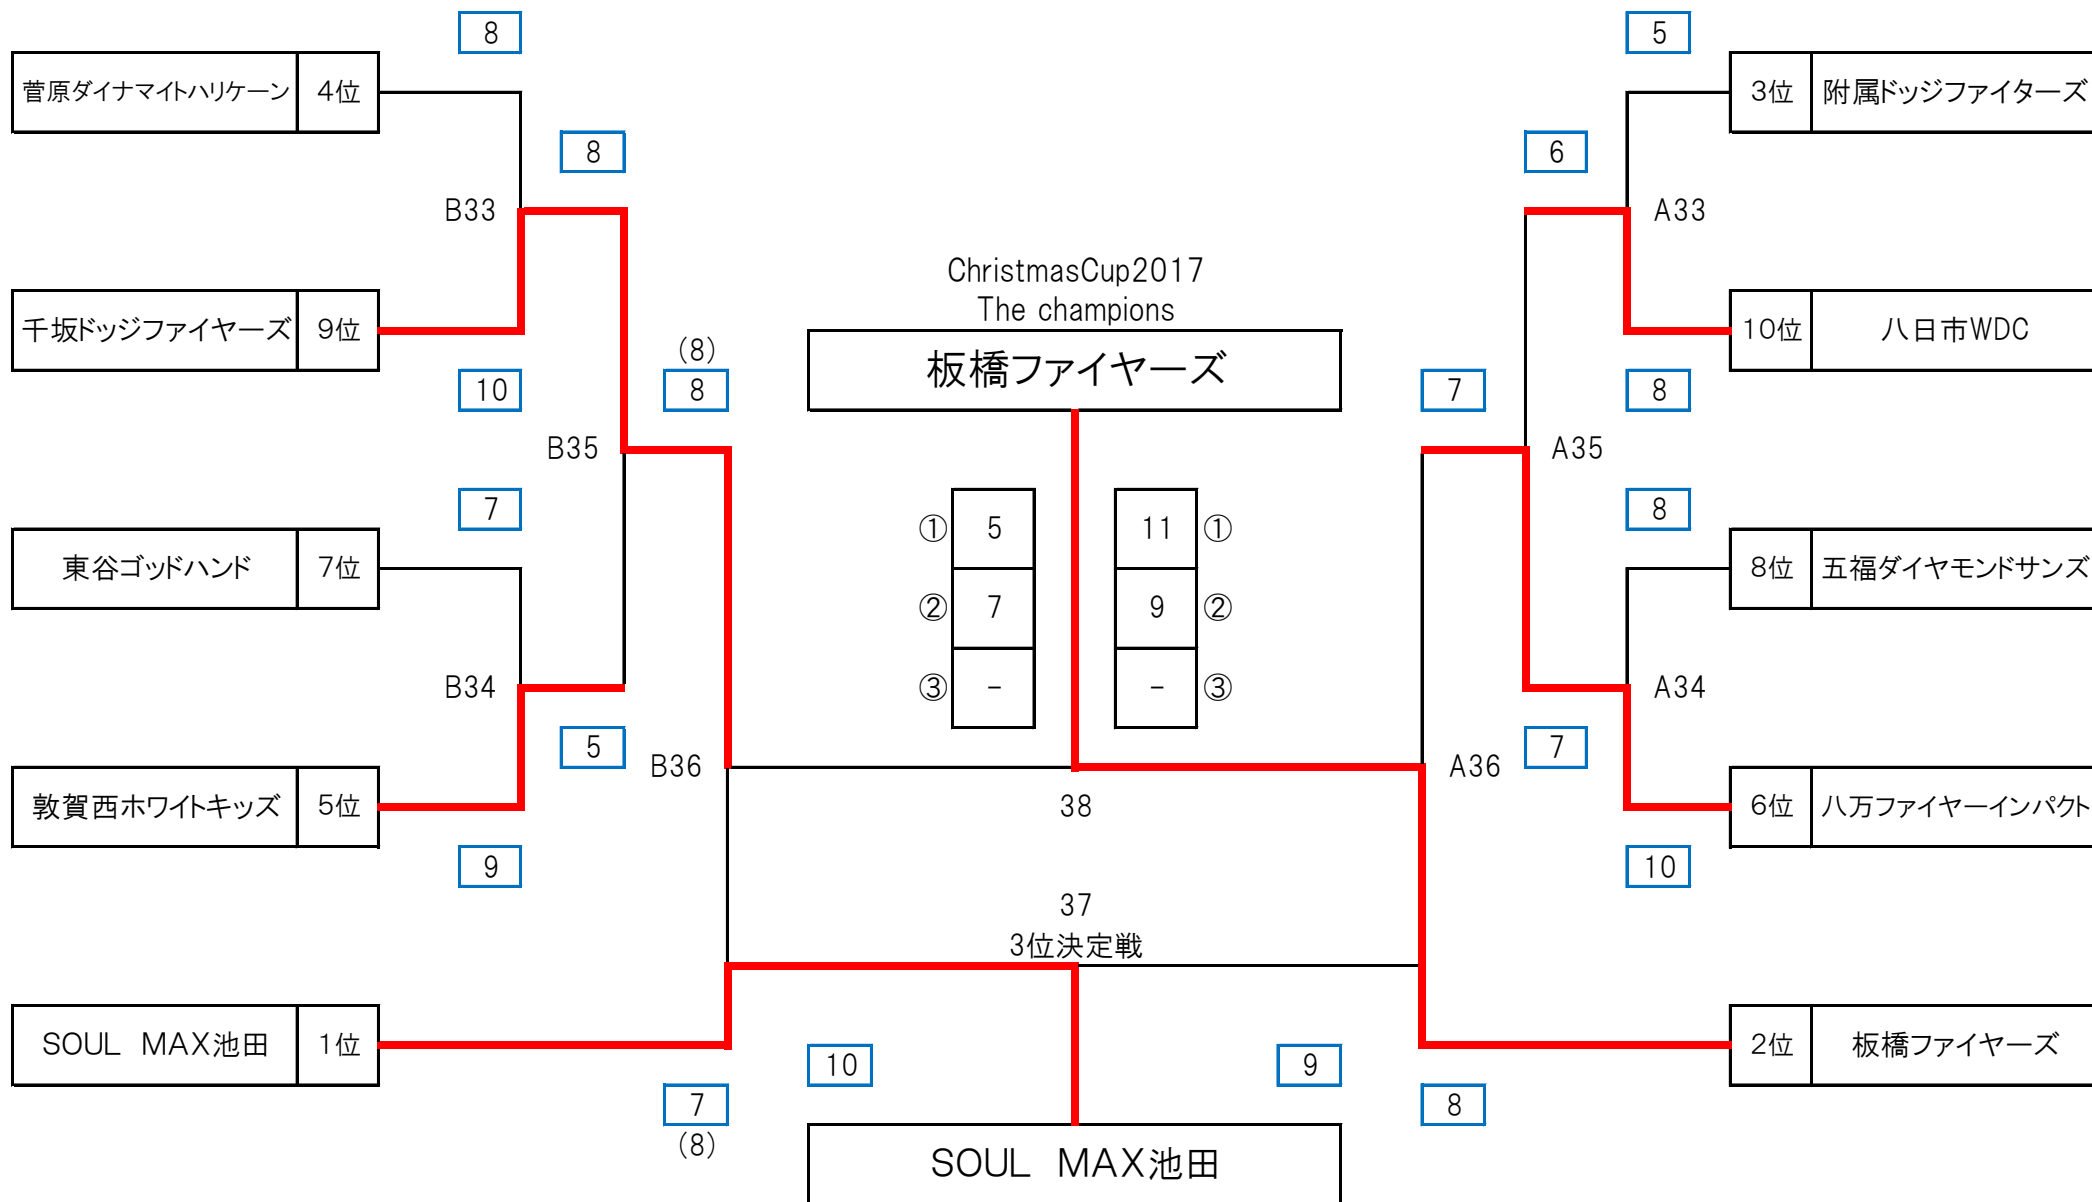 8
5
菅原ダイナマイトハリケーン 4位
3位 附属ドッジファイターズ
8
6
B33
A33
ChristmasCup2017
The champions
千坂ドッジファイヤーズ 9位
10位 八日市WDC
板橋ファイヤーズ
(8)
10
8
7
8
B35
A35
7
8
① 5
11 ①
東谷ゴッドハンド 7位
8位 五福ダイヤモンドサンズ
② 7
9 ②
B34
A34
③ -
- ③
5
7
B36
A36
敦賀西ホワイトキッズ 5位
6位 八万ファイヤーインパクト
38
9
10
37
3位決定戦
SOUL MAX池田 1位
2位 板橋ファイヤーズ
10
9
7
8
(8)
SOUL MAX池田